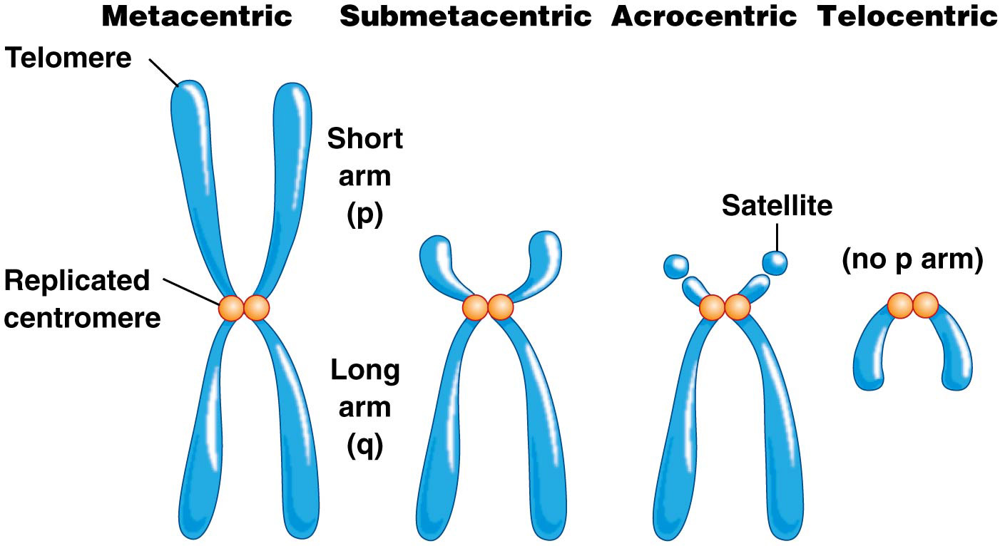 Metacentric
Submetacentric
Acrocentric
Telocentric
Telomere
Short
arm
(p)
Satellite
(no p arm)
Replicated
centromere
Long
arm
(q)